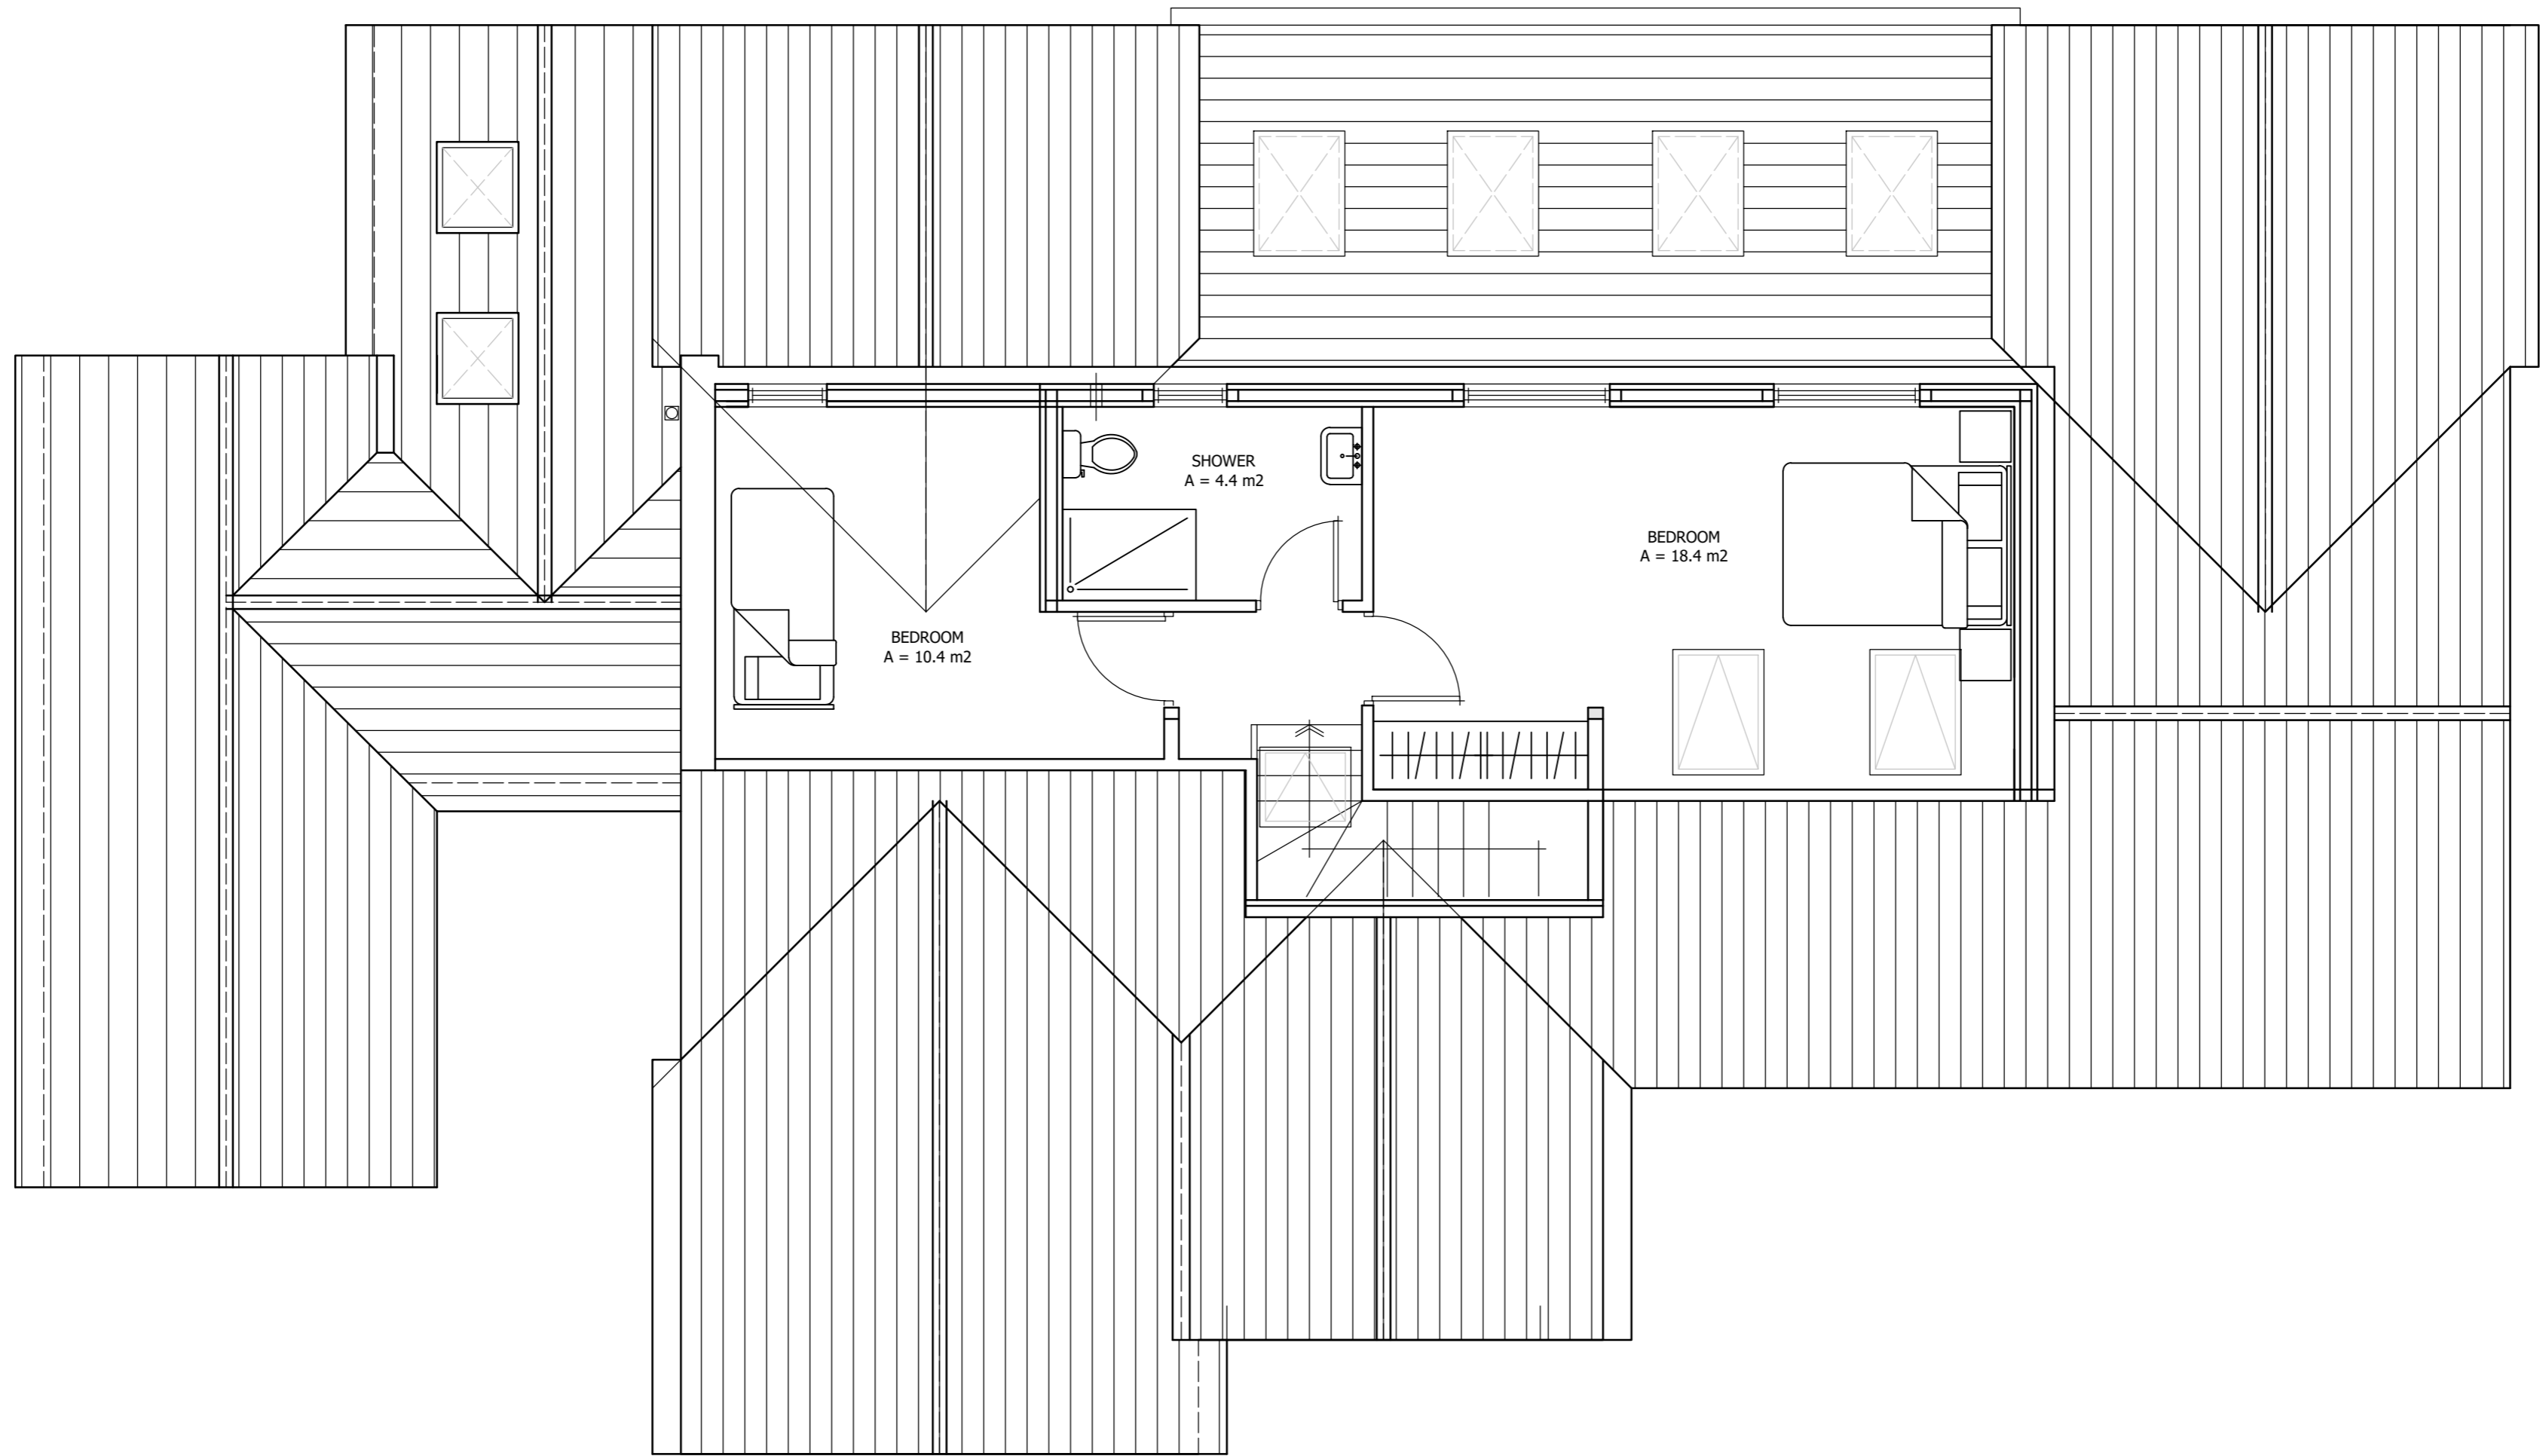 SHOWER
A = 4.4 m2
BEDROOM
A = 18.4 m2
BEDROOM
A = 10.4 m2